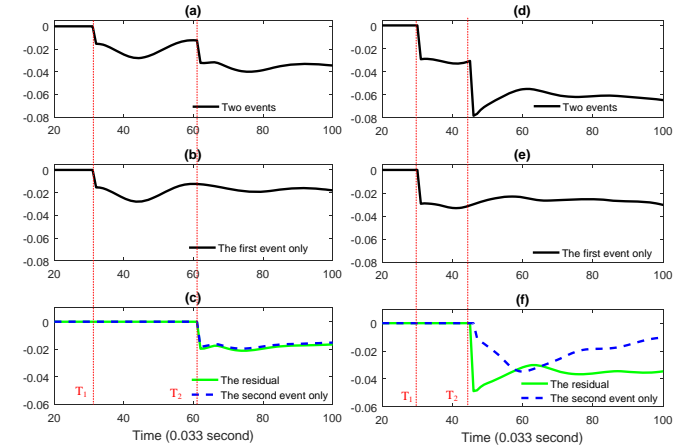 (a)
0
-0.02
-0.04
-0.06
-0.08
Two events
20 40 60 80 100
(b)
0
-0.02
-0.04
-0.06
-0.08
The first event only
20 40 60 80 100
(c)
0
-0.02
-0.04
-0.06
T1 T2
The residual
The second event only
20 40 60 80 100
Time (0.033 second)
(d)
0
-0.02
-0.04
-0.06
-0.08
Two events
20 40 60 80 100
(e)
0
-0.02
-0.04
-0.06
-0.08
The first event only
20 40 60 80 100
(f)
0
-0.02
-0.04
-0.06
T1 T2
The residual
The second event only
20 40 60 80 100
Time (0.033 second)